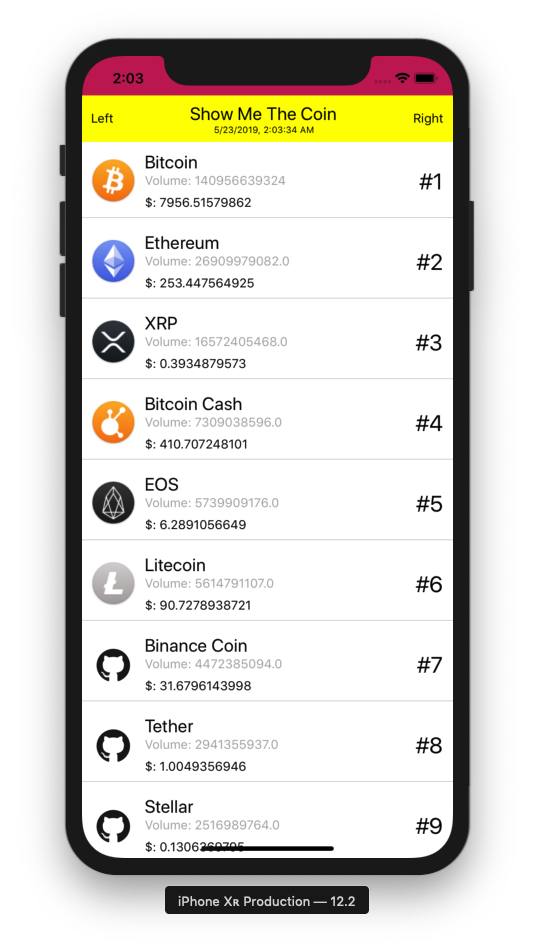 2:03
Left
Show Me The Coin
Right
5/23/2019, 2:03:34 AM
Bitcoin
Volume: 140956639324
$: 7956.51579862
#1
Ethereum
Volume: 26909979082.0
$: 253.447564925
#2
XRP
Volume: 16572405468.0
$: 0.3934879573
#3
Bitcoin Cash
Volume: 7309038596.0
$: 410.707248101
#4
EOS
Volume: 5739909176.0
$: 6.2891056649
#5
Litecoin
Volume: 5614791107.0
$: 90.7278938721
#6
Binance Coin
Volume: 4472385094.0
$: 31.6796143998
#7
Tether
Volume: 2941355937.0
$: 1.0049356946
#8
Stellar
Volume: 2516989764.0
$:
#9
iPhone Xʀ Production — 12.2